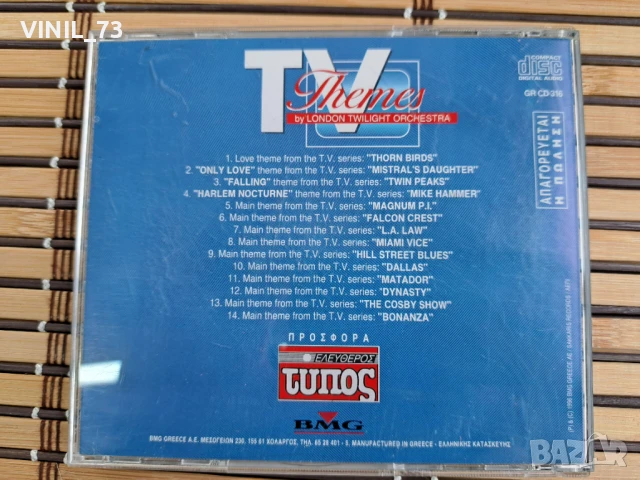 VINIL_73
TV
Themes
by LONDON TWILIGHT ORCHESTRA
COMPACT
disc
DIGITAL AUDIO
GR CD 316
ΑΠΑΓΟΡΕΥΕΤΑΙ
Η ΠΩΛΗΣΗ
1. Love theme from the T.V. series: "THORN BIRDS"
2. "ONLY LOVE" theme from the T.V. series: "MISTRAL'S DAUGHTER"
3. "FALLING" theme from the T.V. series: "TWIN PEAKS"
4. "HARLEM NOCTURNE" theme from the T.V. series: "MIKE HAMMER"
5. Main theme from the T.V. series: "MAGNUM P.I."
6. Main theme from the T.V. series: "FALCON CREST"
7. Main theme from the T.V. series: "L.A. LAW"
8. Main theme from the T.V. series: "MIAMI VICE"
9. Main theme from the T.V. series: "HILL STREET BLUES"
10. Main theme from the T.V. series: "DALLAS"
11. Main theme from the T.V. series: "MATADOR"
12. Main theme from the T.V. series: "DYNASTY"
13. Main theme from the T.V. series: "THE COSBY SHOW"
14. Main theme from the T.V. series: "BONANZA"
ΠΡΟΣΦΟΡΑ
ΕΛΕΥΘΕΡΟΣ
ΤΥΠΟΣ
BMG
BMG GREECE A.E. ΜΕΣΟΓΕΙΩΝ 230, 155 61 ΧΟΛΑΡΓΟΣ, ΤΗΛ. 65 28 401 - 5, MANUFACTURED IN GREECE - ΕΛΛΗΝΙΚΗΣ ΚΑΤΑΣΚΕΥΗΣ
BAZAR